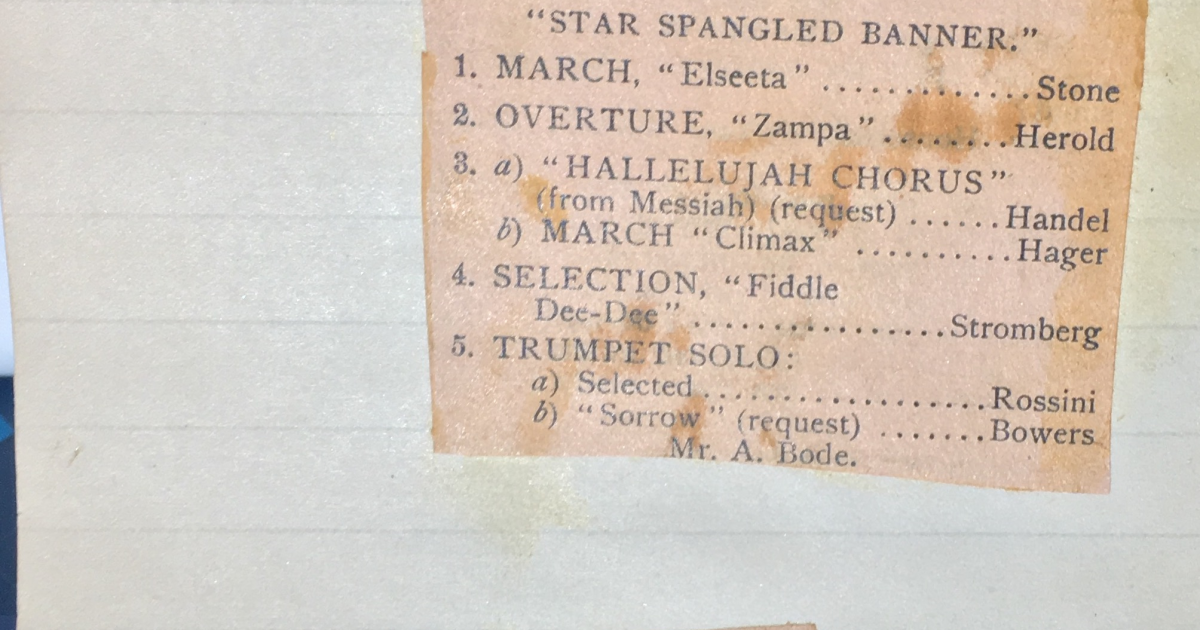 “STAR SPANGLED BANNER.”
1. MARCH, “Elseeta” .............Stone
2. OVERTURE, “Zampa” ........Herold
3. a) “HALLELUJAH CHORUS”
(from Messiah) (request) ......Handel
b) MARCH “Climax” ..........Hager
4. SELECTION, “Fiddle
Dee-Dee” ................Stromberg
5. TRUMPET SOLO:
a) Selected ..................Rossini
b) “Sorrow” (request) .......Bowers
Mr. A. Bode.